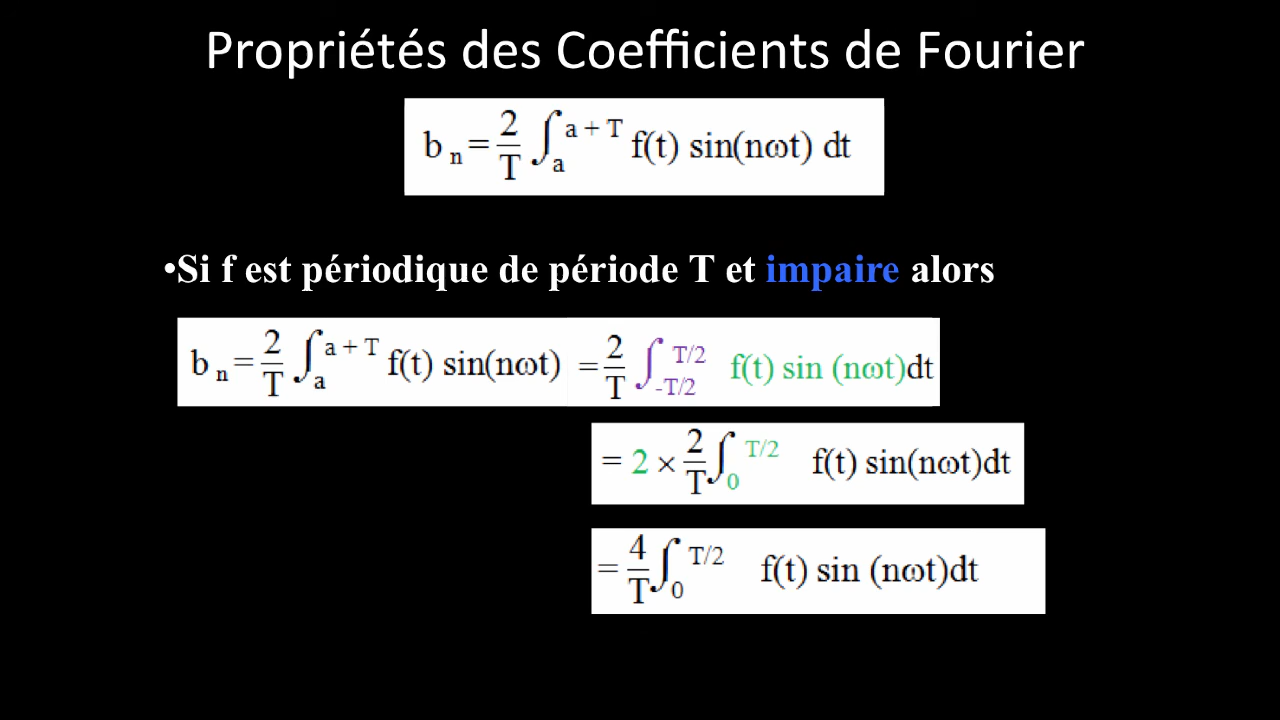 Propriétés des Coefficients de Fourier
b n = 2/T ∫ a a + T f(t) sin(nωt) dt
•Si f est périodique de période T et impaire alors
b n = 2/T ∫ a a + T f(t) sin(nωt) = 2/T ∫ -T/2 T/2 f(t) sin (nωt)dt
= 2 × 2/T ∫ 0 T/2 f(t) sin(nωt)dt
= 4/T ∫ 0 T/2 f(t) sin (nωt)dt